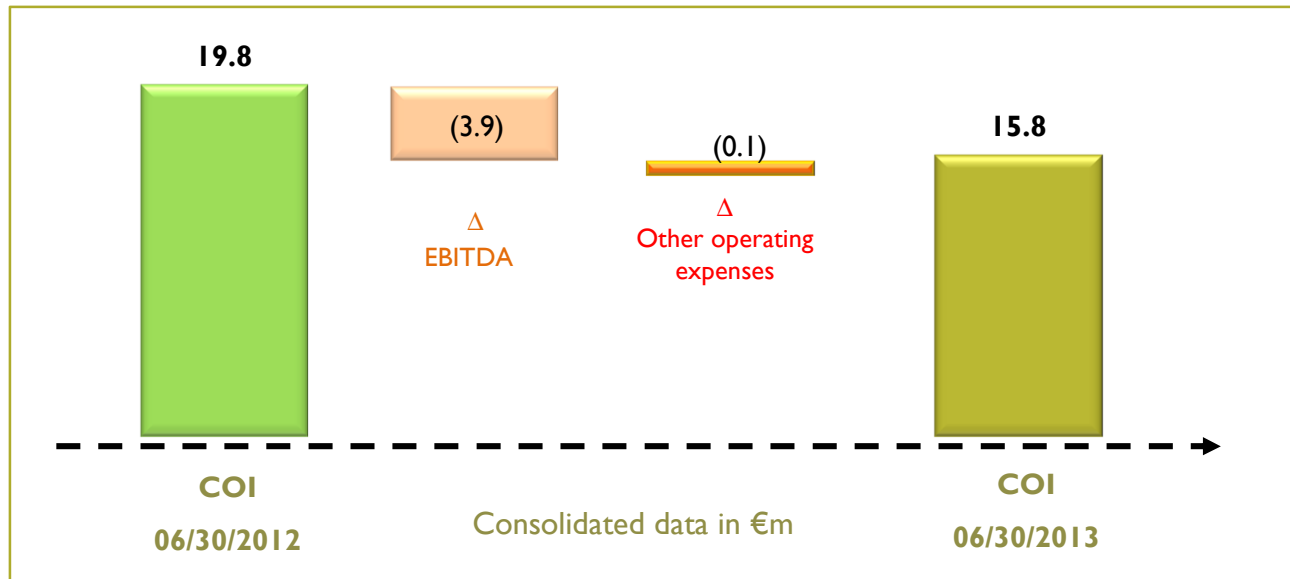 19.8
(3.9)
(0.1)
15.8
Δ
EBITDA
Δ
Other operating
expenses
COI
06/30/2012
Consolidated data in €m
COI
06/30/2013